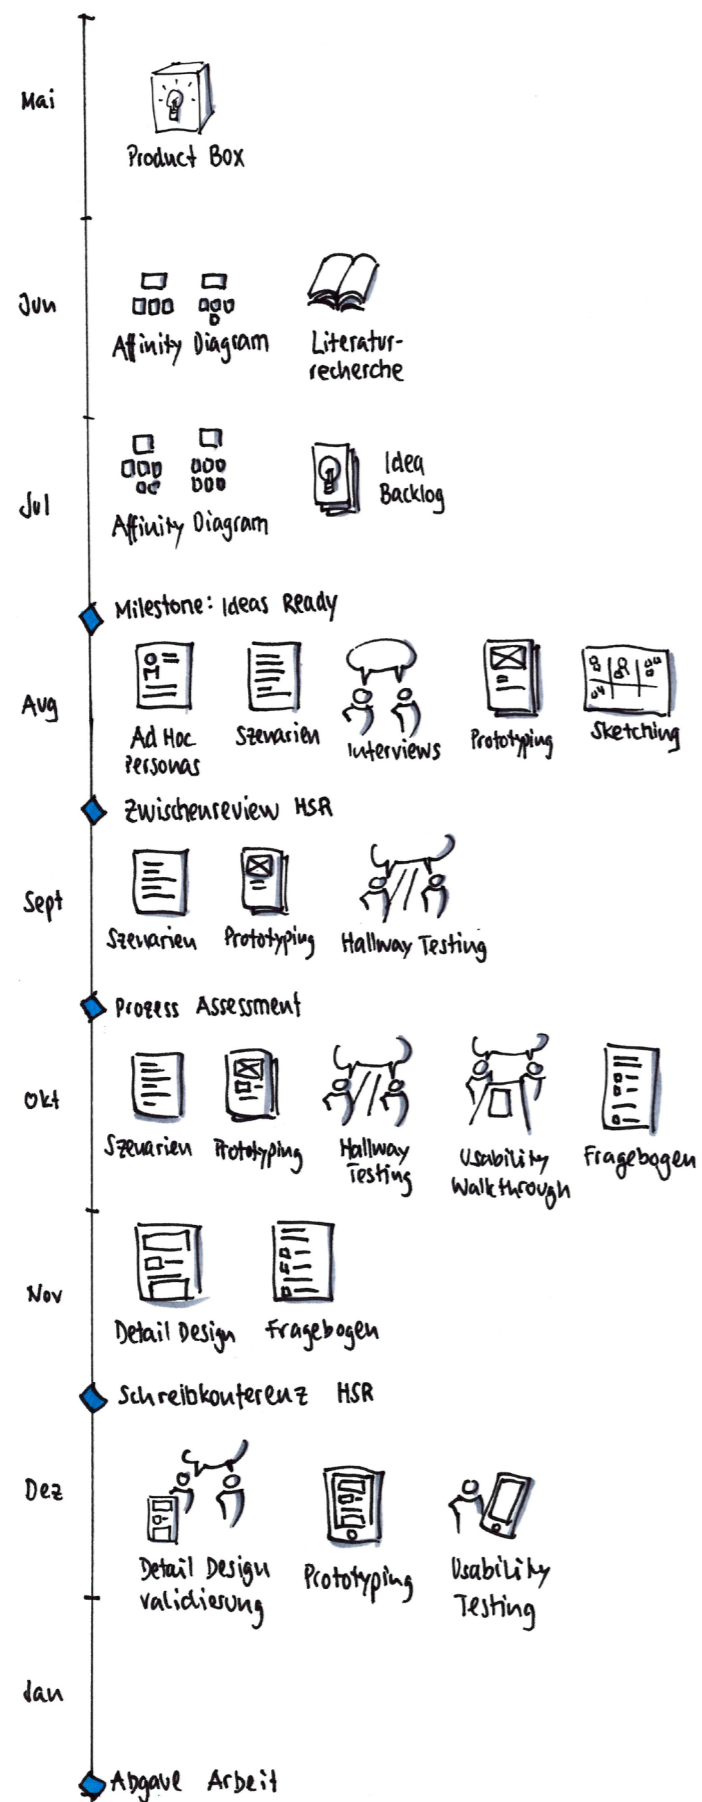 Mai
Product Box
Jun
Affinity Diagram
Literatur-
recherche
Jul
Affinity Diagram
Idea
Backlog
Milestone: Ideas Ready
Aug
Ad Hoc
Personas
Szenarien
Interviews
Prototyping
Sketching
Zwischenreview HSR
Sept
Szenarien
Prototyping
Hallway Testing
Prozess Assessment
Okt
Szenarien
Prototyping
Hallway
Testing
Usability
Walkthrough
Fragebogen
Nov
Detail Design
Fragebogen
Schreibkonferenz HSR
Dez
Detail Design
Validierung
Prototyping
Usability
Testing
Jan
Abgabe Arbeit